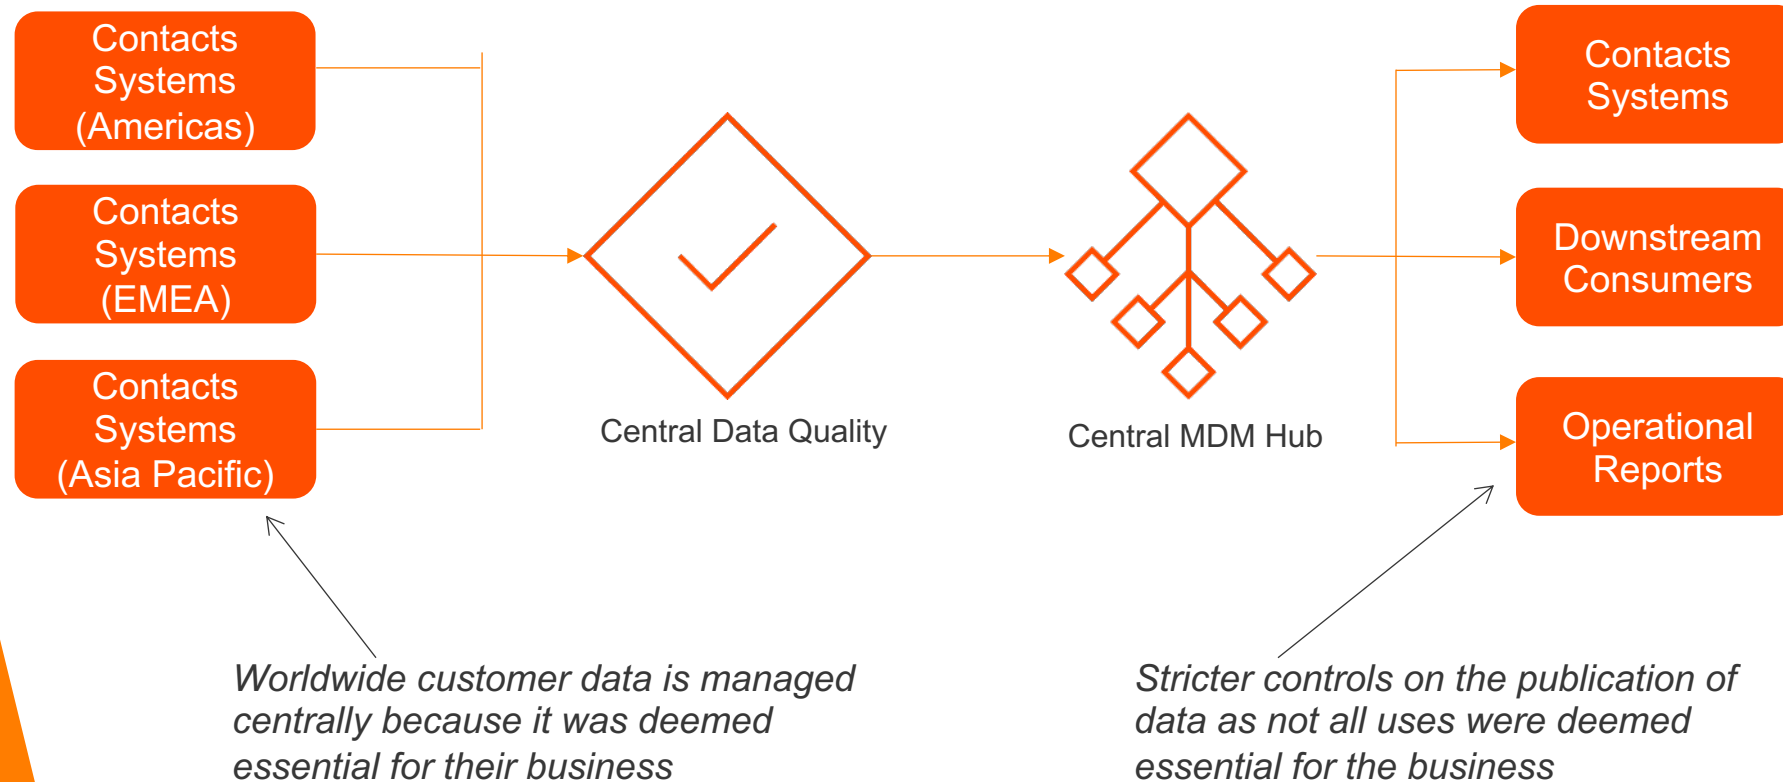 Contacts
Systems
(Americas)
Contacts
Systems
(EMEA)
Contacts
Systems
(Asia Pacific)
Central Data Quality
Central MDM Hub
Contacts
Systems
Downstream
Consumers
Operational
Reports
Worldwide customer data is managed
centrally because it was deemed
essential for their business
Stricter controls on the publication of
data as not all uses were deemed
essential for the business